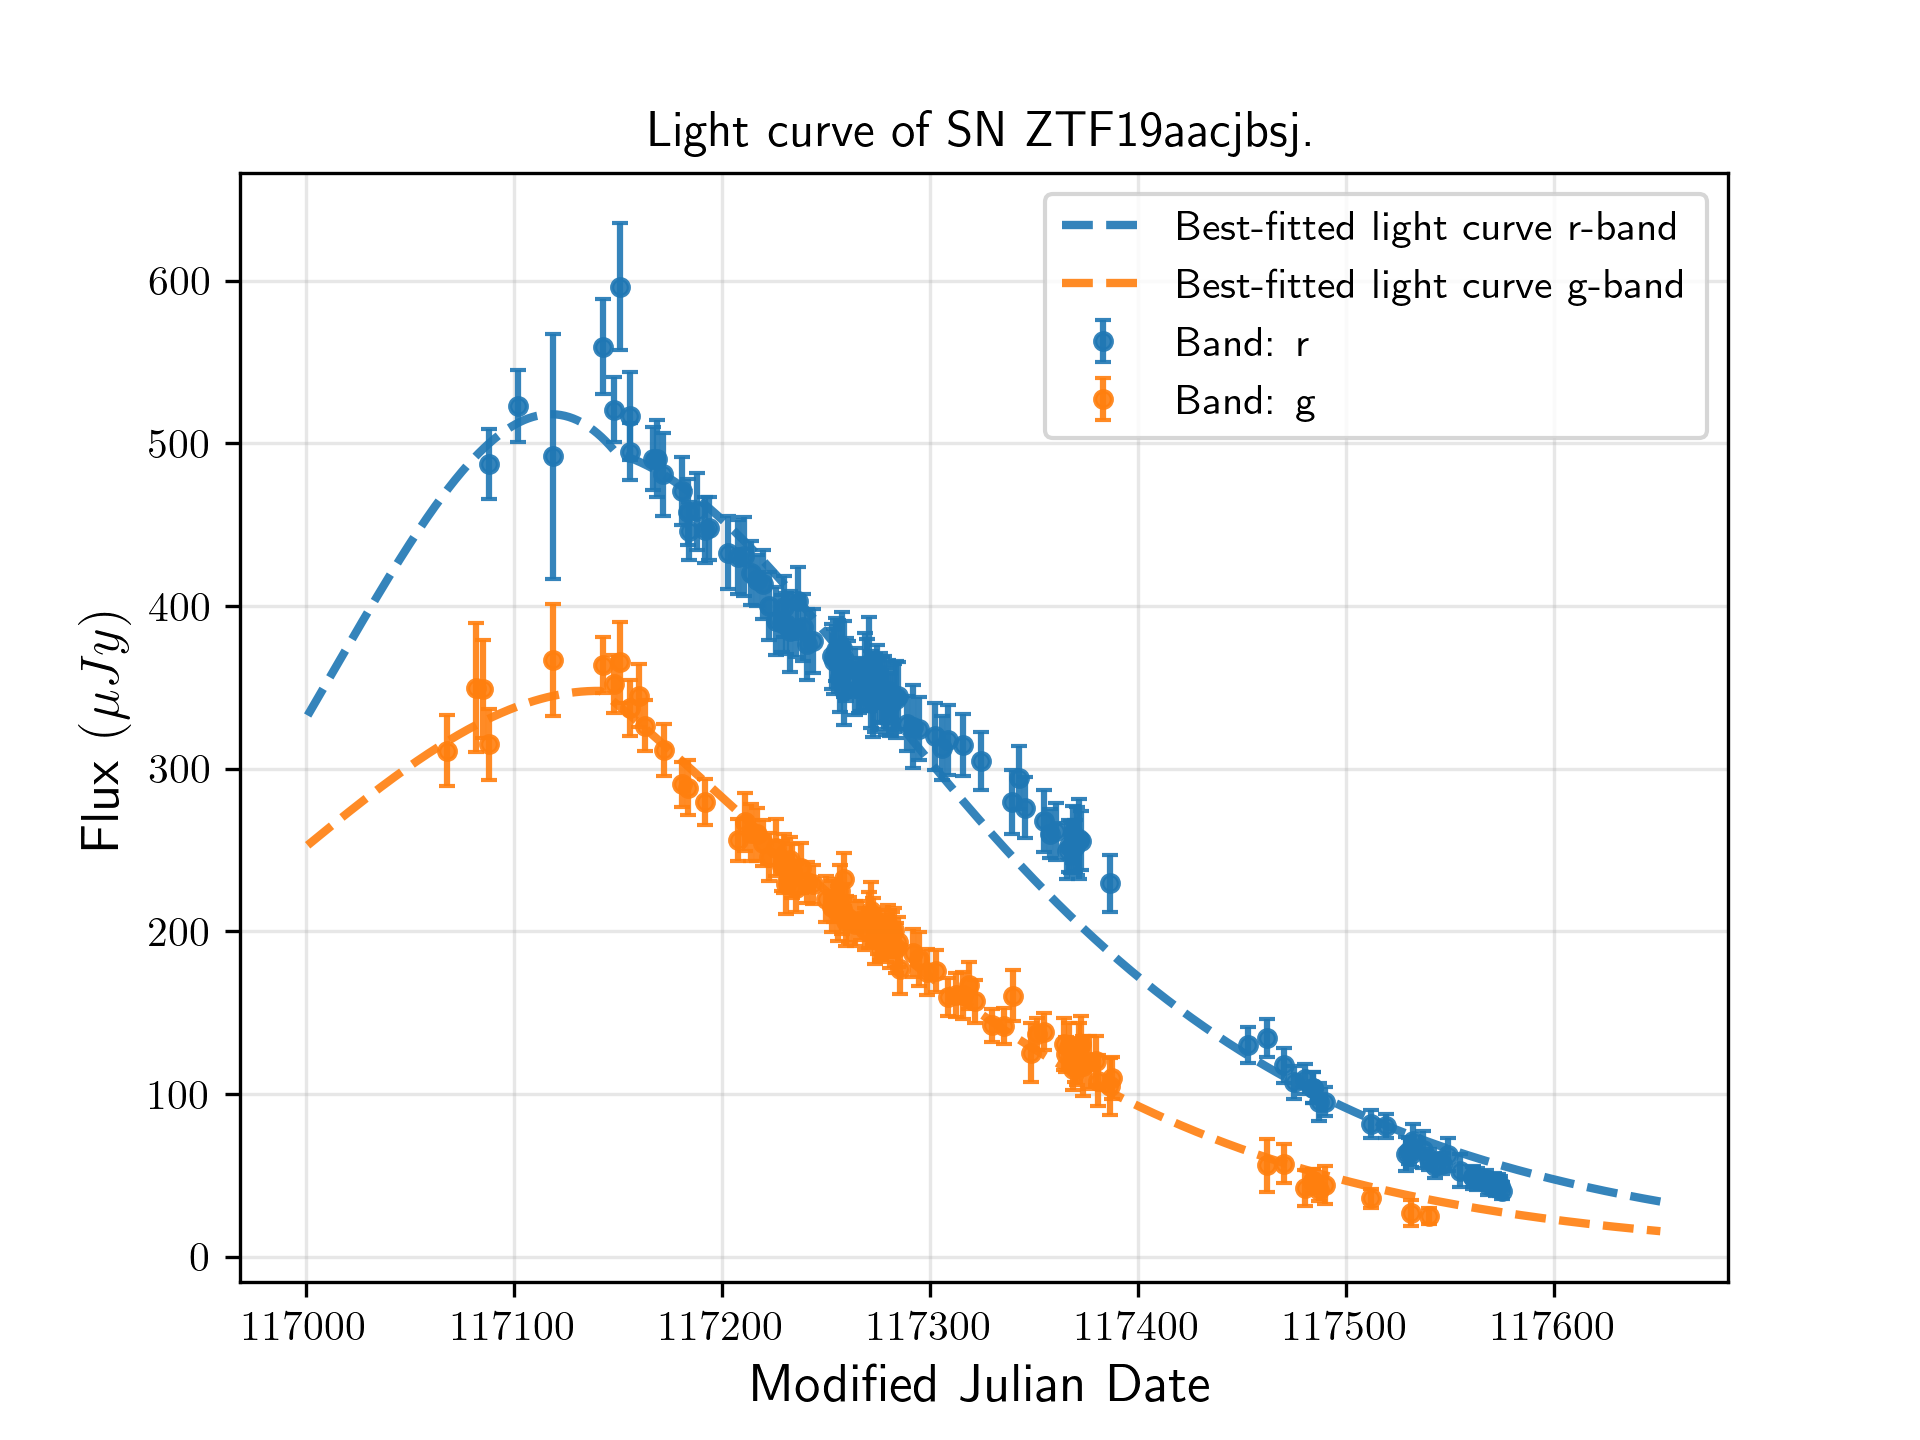 Light curve of SN ZTF19aacjbsj.
Best-fitted light curve r-band
Best-fitted light curve g-band
Band: r
Band: g
Flux (μJy)
600
500
400
300
200
100
0
117000 117100 117200 117300 117400 117500 117600
Modified Julian Date